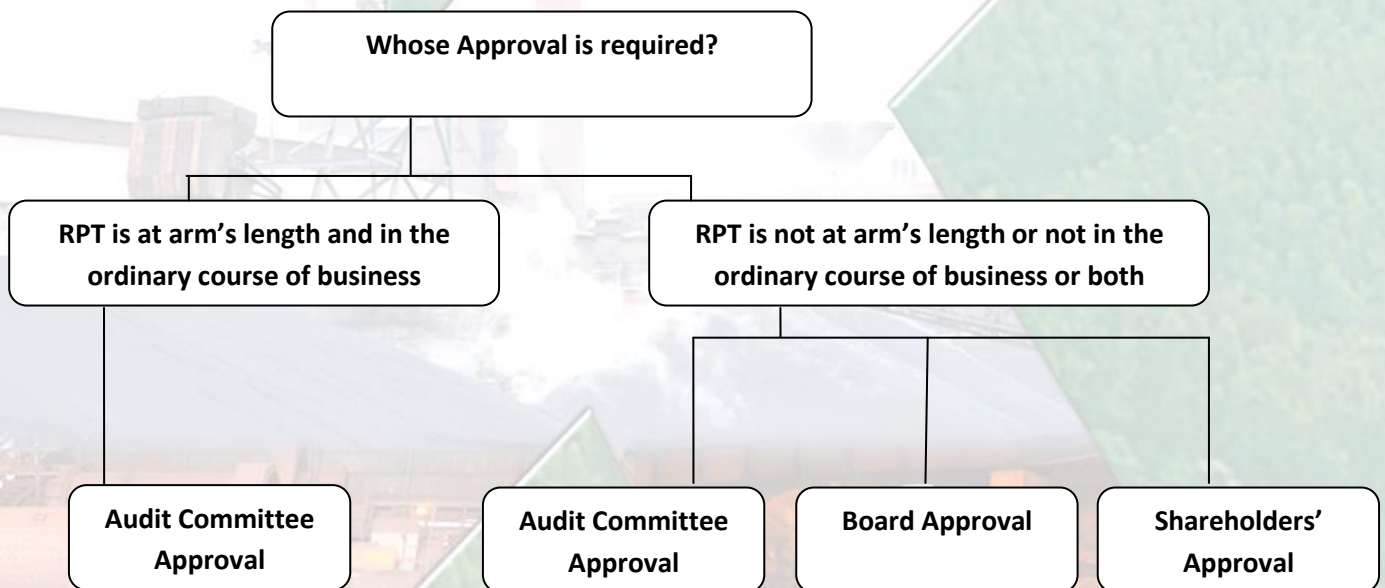 Whose Approval is required?
RPT is at arm’s length and in the
ordinary course of business
RPT is not at arm’s length or not in the
ordinary course of business or both
Audit Committee
Approval
Audit Committee
Approval
Board Approval
Shareholders’
Approval